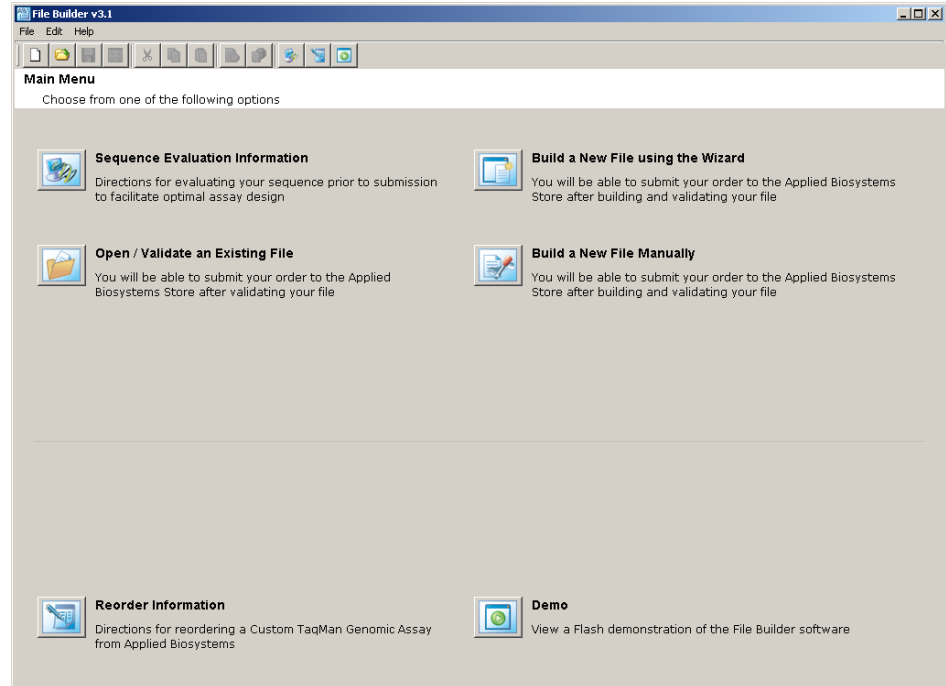 File Builder v3.1
File Edit Help
Main Menu
Choose from one of the following options
Sequence Evaluation Information
Directions for evaluating your sequence prior to submission
to facilitate optimal assay design
Build a New File using the Wizard
You will be able to submit your order to the Applied Biosystems
Store after building and validating your file
Open / Validate an Existing File
You will be able to submit your order to the Applied
Biosystems Store after validating your file
Build a New File Manually
You will be able to submit your order to the Applied Biosystems
Store after building and validating your file
Reorder Information
Directions for reordering a Custom TaqMan Genomic Assay
from Applied Biosystems
Demo
View a Flash demonstration of the File Builder software